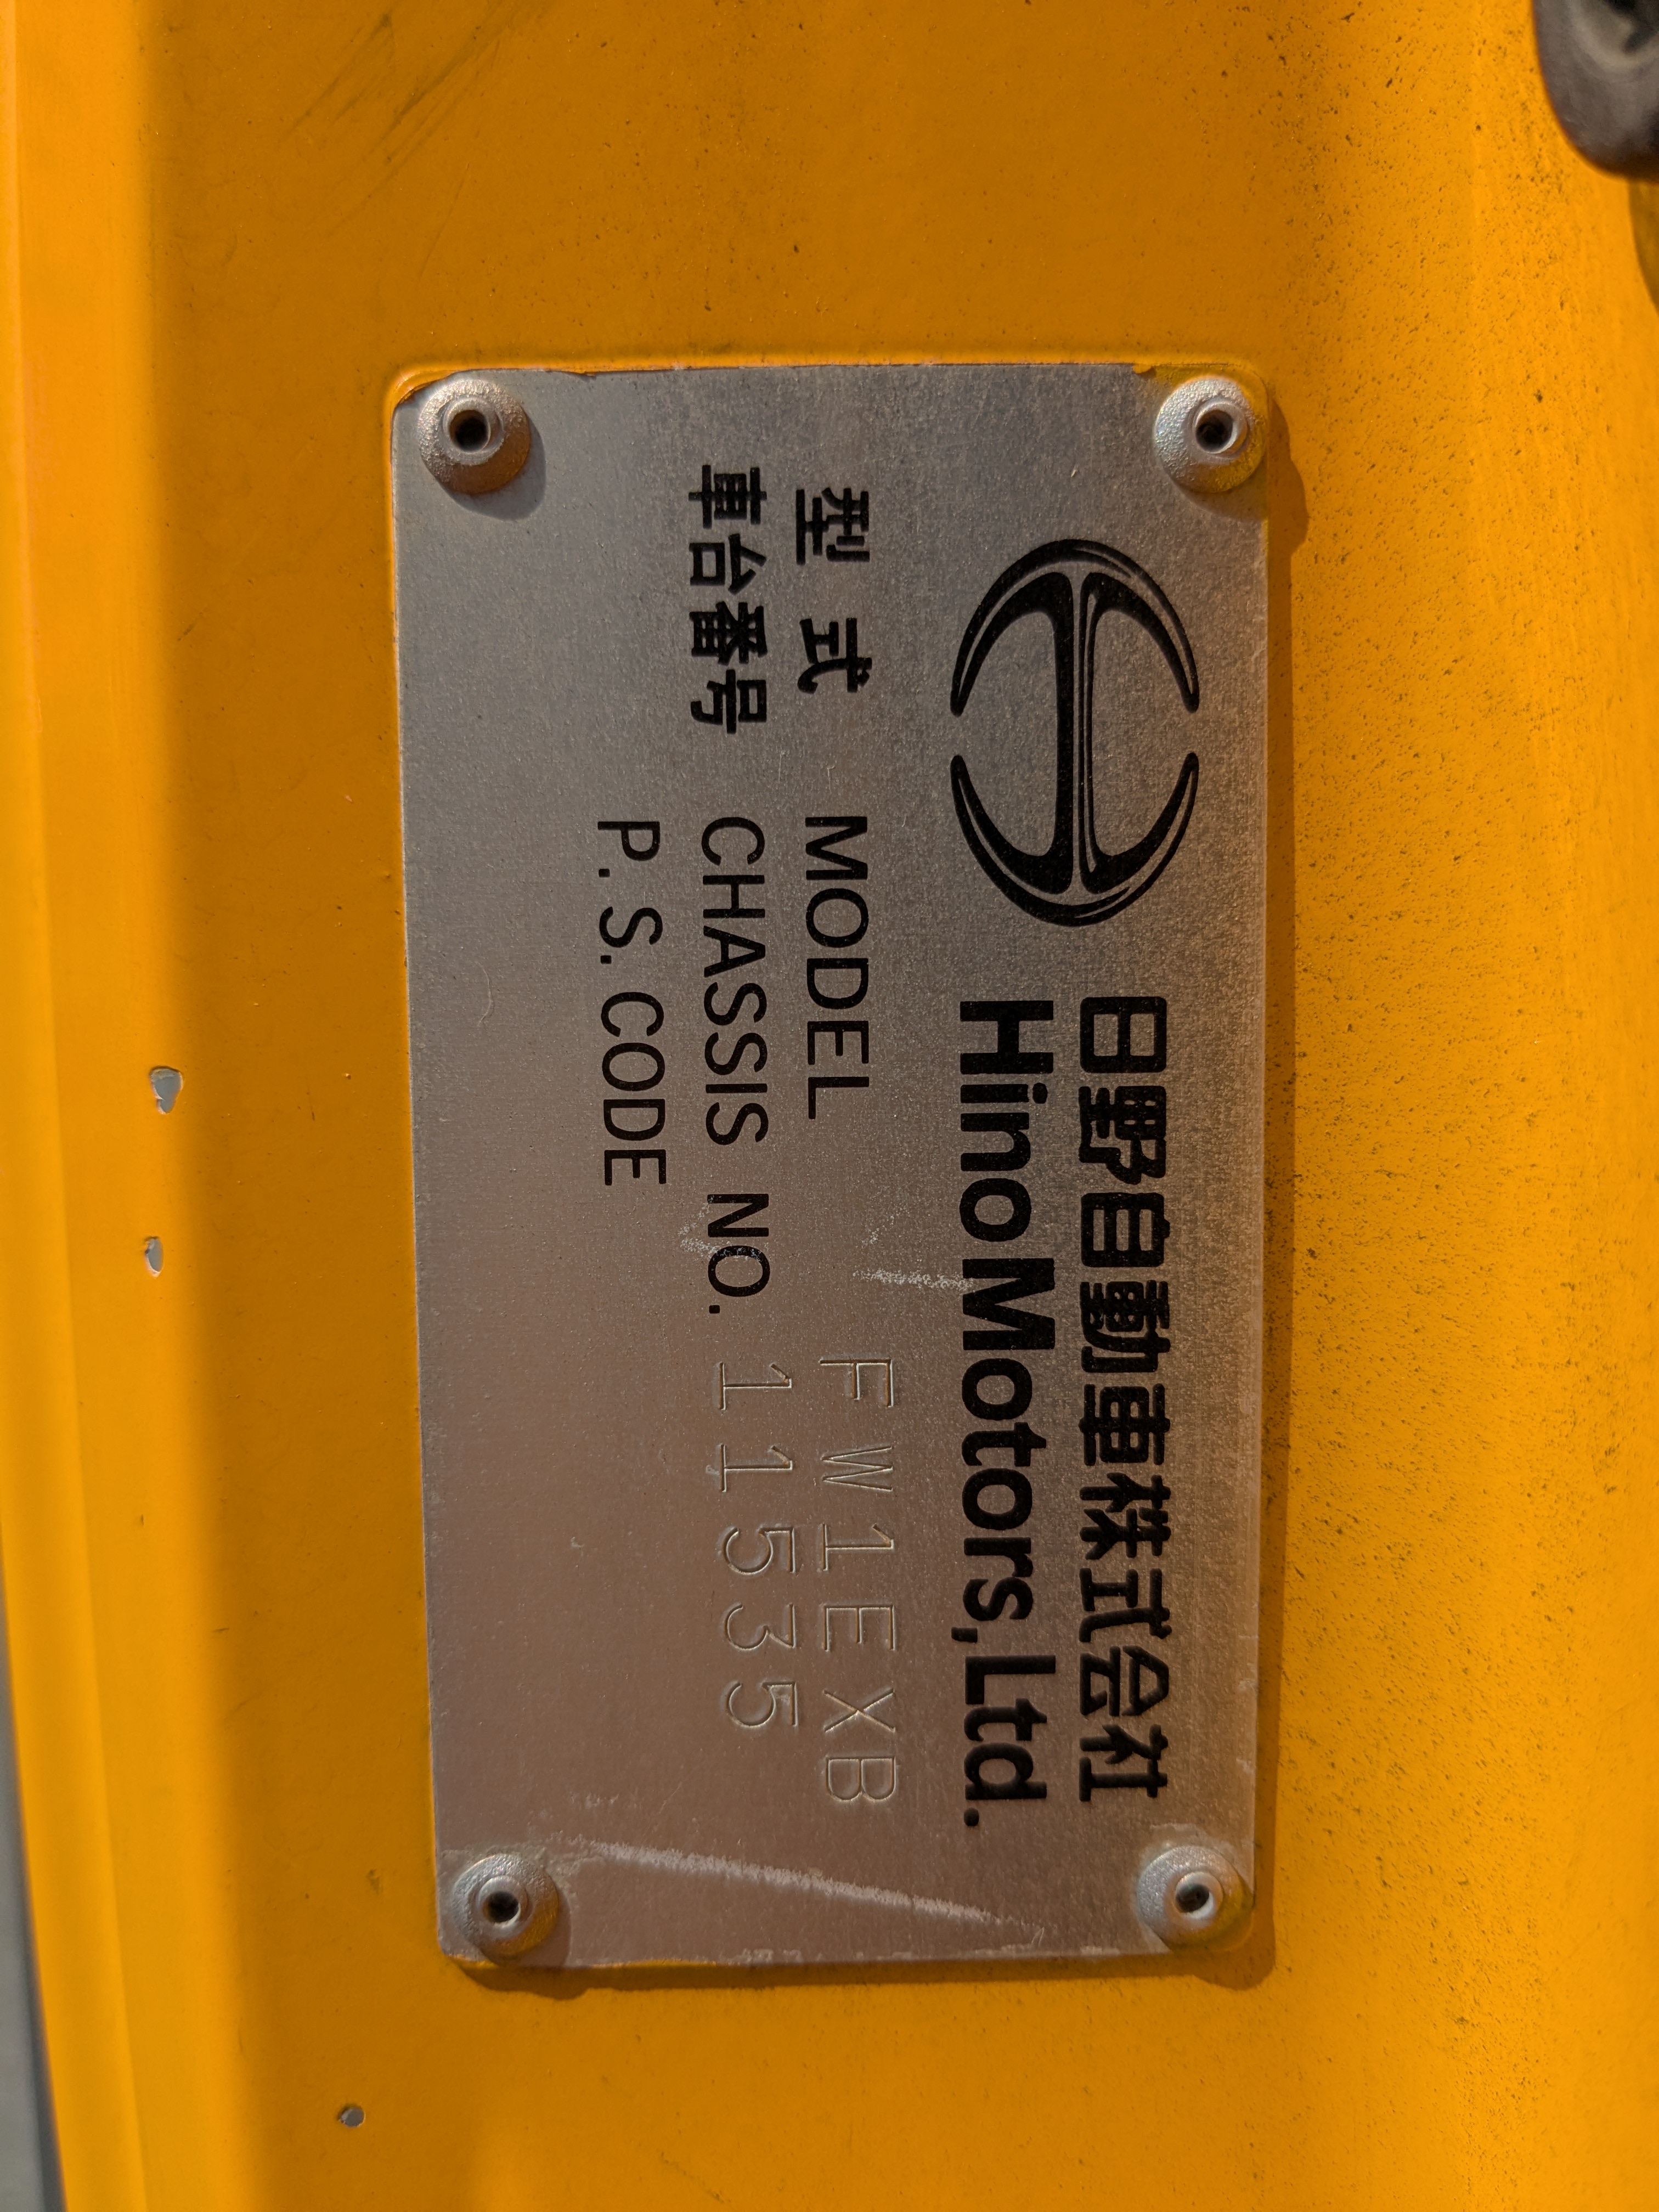 日野自動車株式会社
HinoMotors,Ltd.
型式 MODEL FW1EXB
車台番号 CHASSIS NO. 11535
P.S.CODE